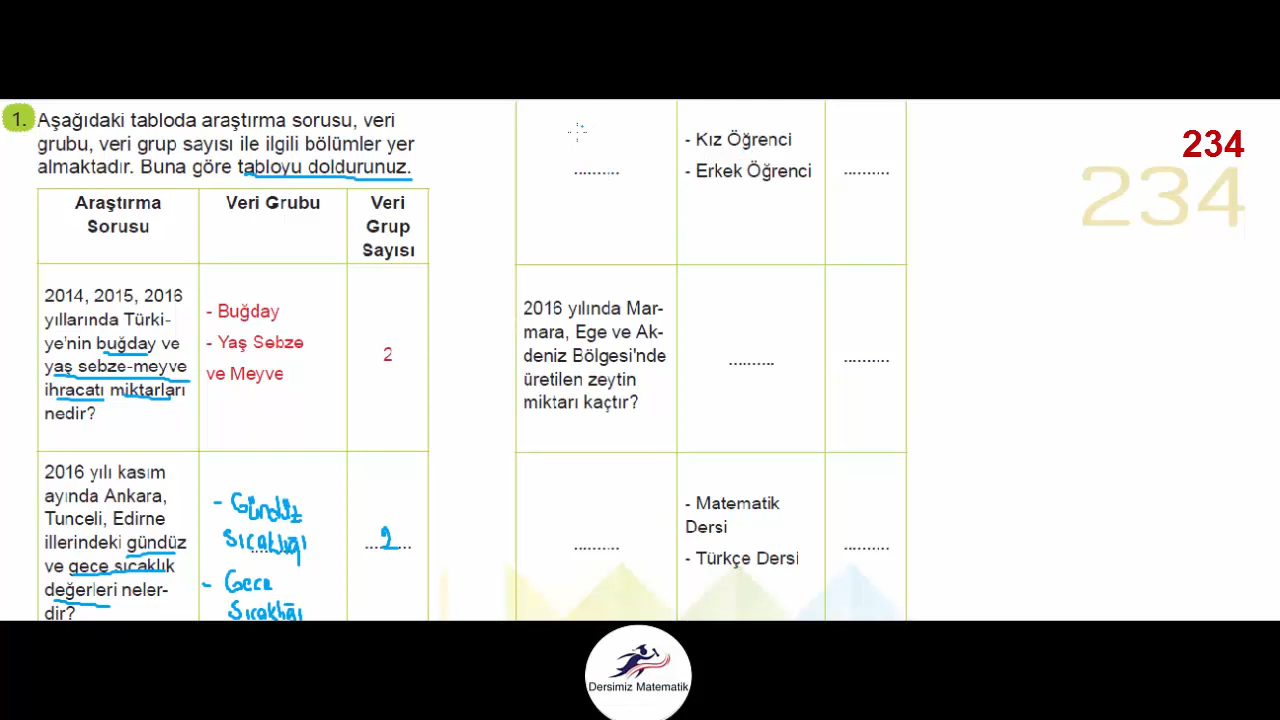 1. Aşağıdaki tabloda araştırma sorusu, veri
grubu, veri grup sayısı ile ilgili bölümler yer
almaktadır. Buna göre tabloyu doldurunuz.
Araştırma
Sorusu
Veri Grubu
Veri
Grup
Sayısı
2014, 2015, 2016
yıllarında Türki-
ye'nin buğday ve
yaş sebze-meyve
ihracatı miktarları
nedir?
- Buğday
- Yaş Sebze
ve Meyve
2
2016 yılı kasım
ayında Ankara,
Tunceli, Edirne
illerindeki gündüz
ve gece sıcaklık
değerleri neler-
dir?
- Gündüz
Sıcaklığı
- Gece
Sıcaklığı
..........
2
..........
- Kız Öğrenci
- Erkek Öğrenci
..........
2016 yılında Mar-
mara, Ege ve Ak-
deniz Bölgesi'nde
üretilen zeytin
miktarı kaçtır?
..........
..........
..........
- Matematik
Dersi
- Türkçe Dersi
..........
234
234
Dersimiz Matematik